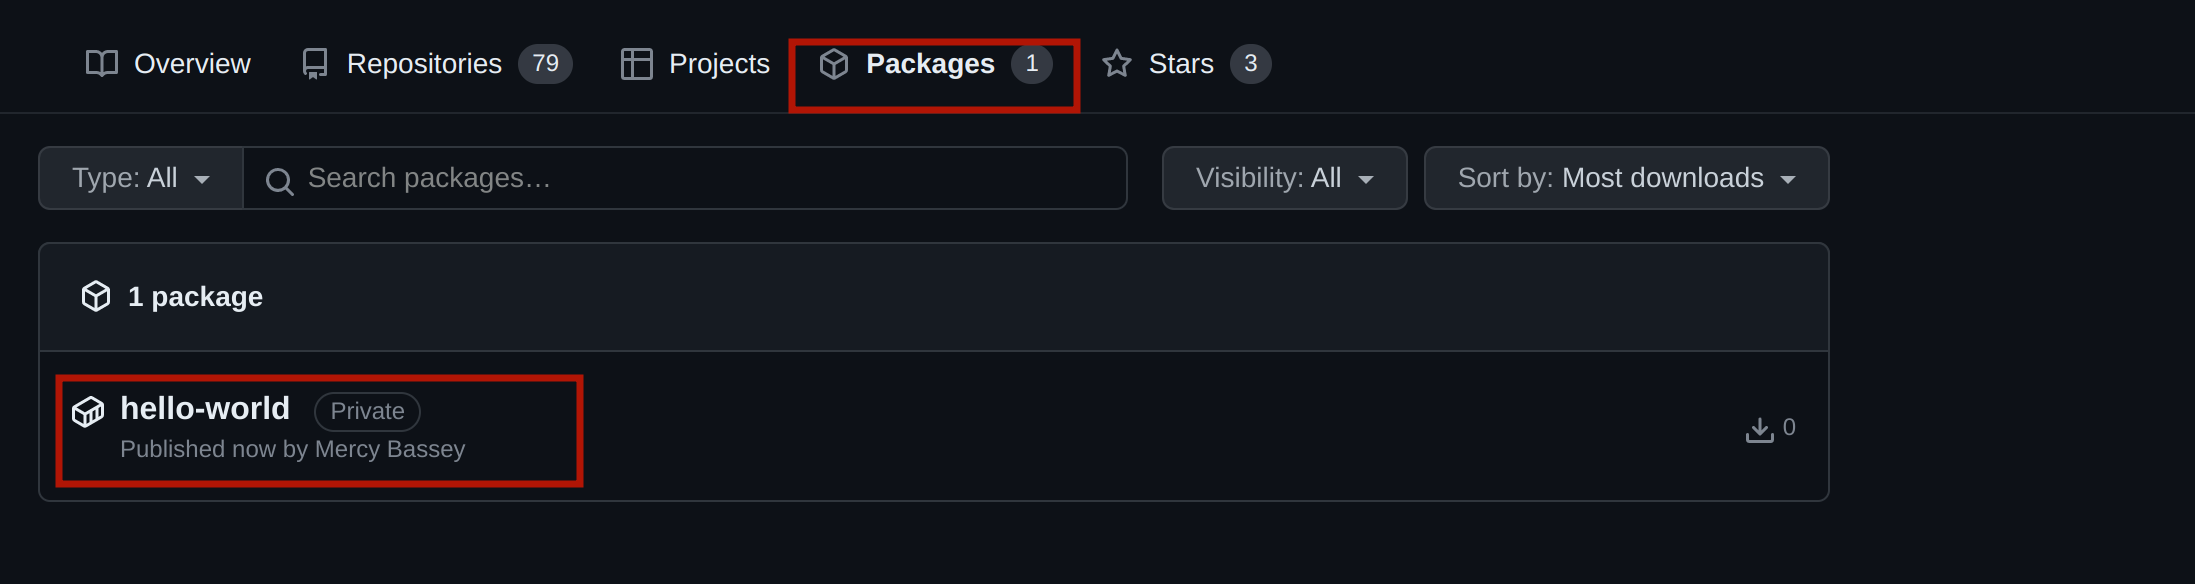 Overview Repositories 79 Projects Packages 1 Stars 3
Type: All Search packages… Visibility: All Sort by: Most downloads
1 package
hello-world Private
Published now by Mercy Bassey
0